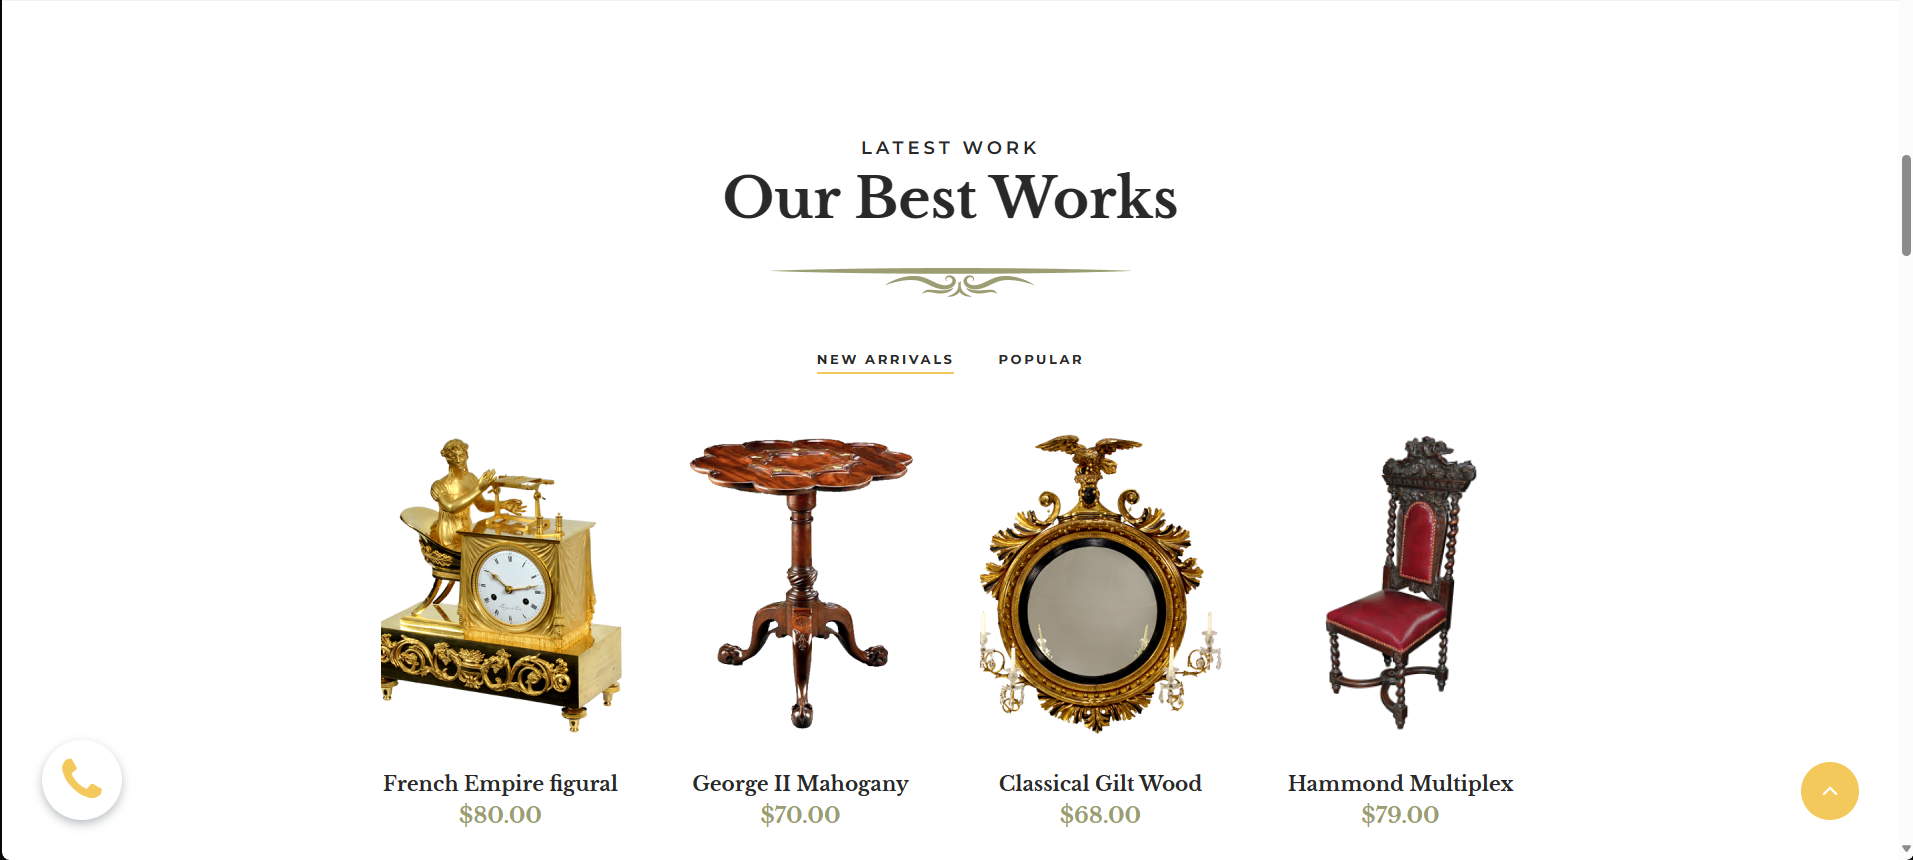 LATEST WORK
Our Best Works
NEW ARRIVALS POPULAR
French Empire figural George II Mahogany Classical Gilt Wood Hammond Multiplex
$80.00 $70.00 $68.00 $79.00